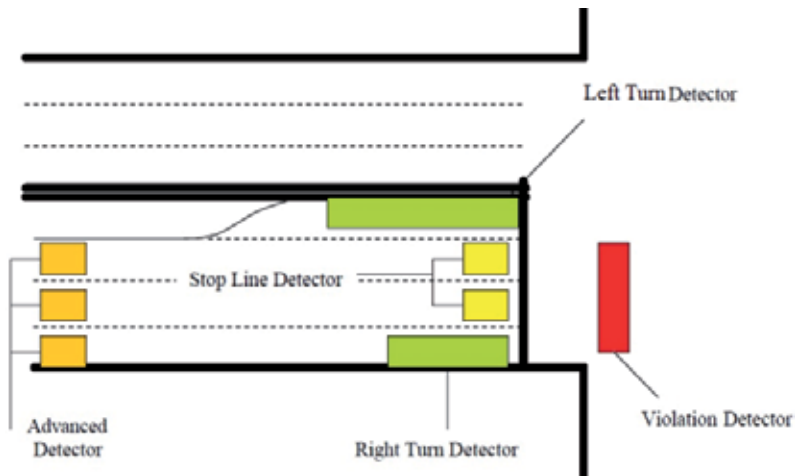 Left Turn Detector
Stop Line Detector
Advanced
Detector
Right Turn Detector
Violation Detector